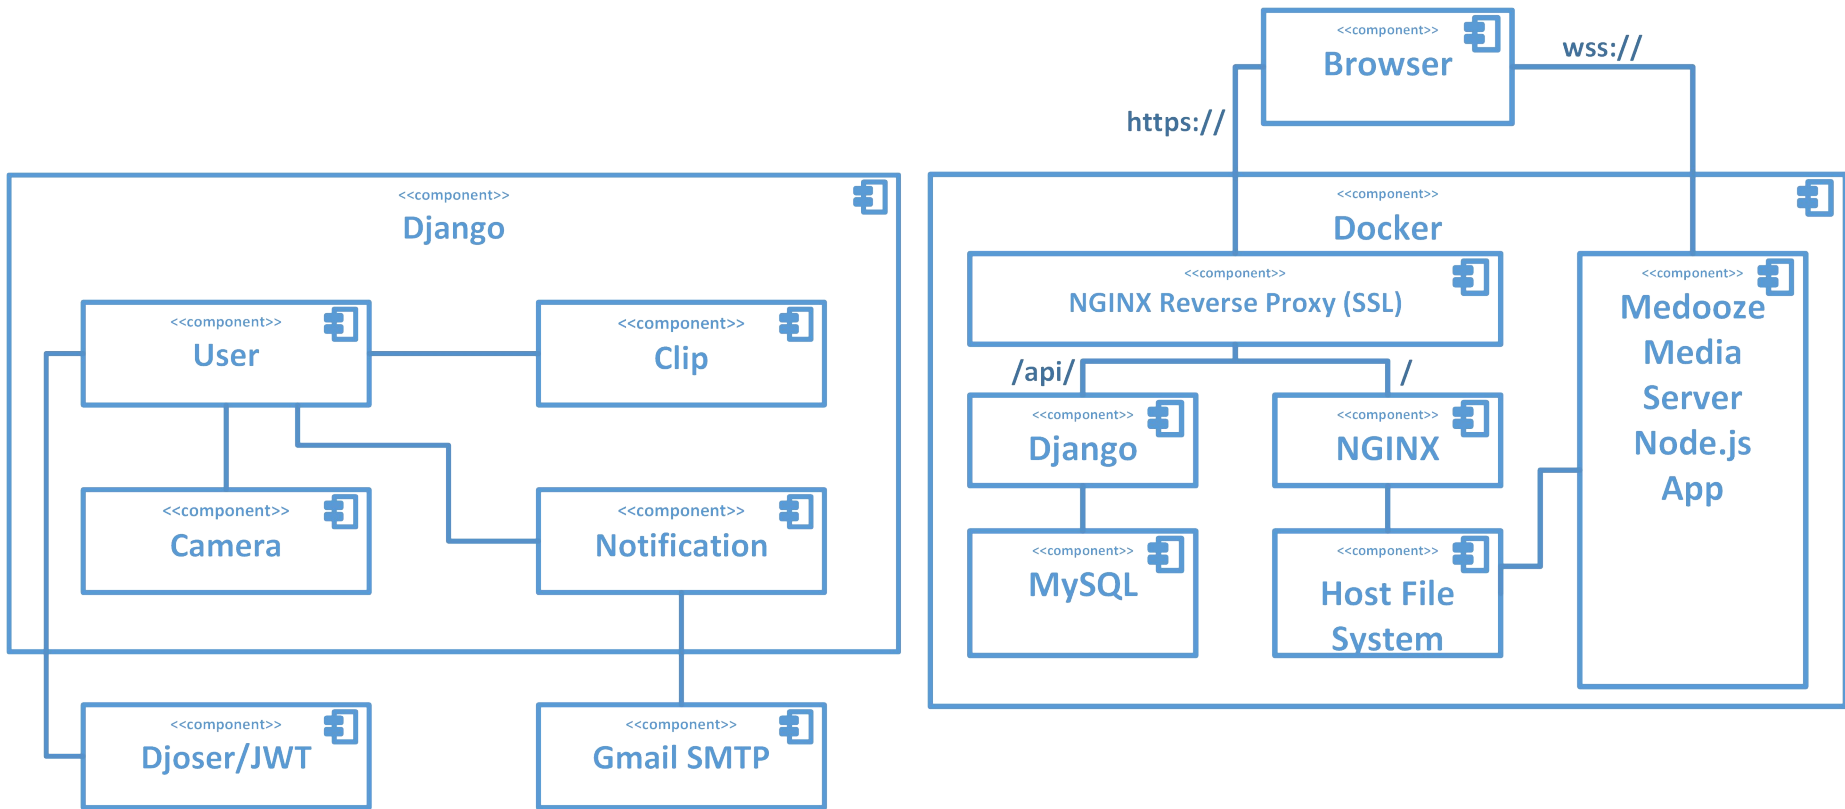 <<component>>
Django
<<component>>
User
<<component>>
Clip
<<component>>
Camera
<<component>>
Notification
<<component>>
Djoser/JWT
<<component>>
Gmail SMTP
<<component>>
Browser
https://
wss://
<<component>>
Docker
<<component>>
NGINX Reverse Proxy (SSL)
/api/
/
<<component>>
Django
<<component>>
NGINX
<<component>>
MySQL
<<component>>
Host File
System
<<component>>
Medooze
Media
Server
Node.js
App